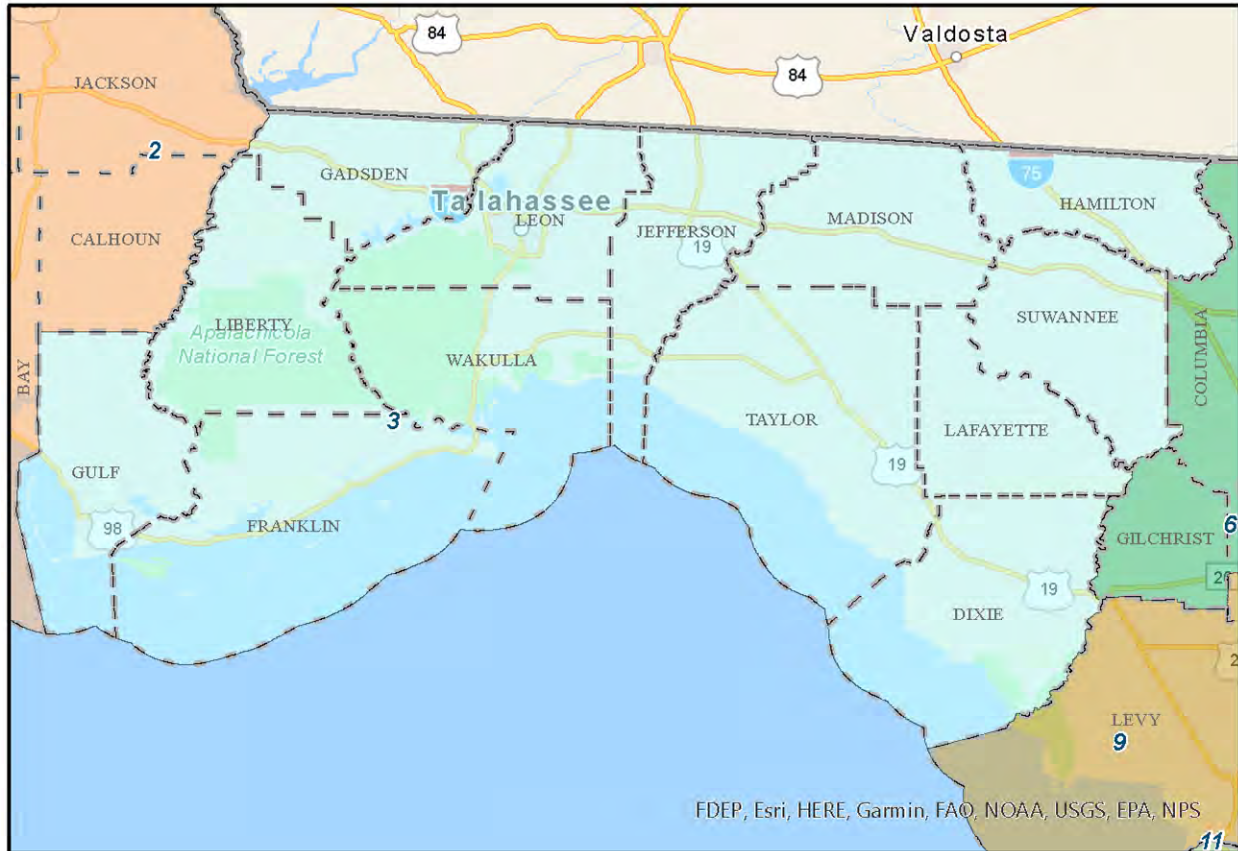 84
Valdosta
84
JACKSON
2
GADSDEN
75
HAMILTON
Tallahassee
LEON
MADISON
JEFFERSON
19
CALHOUN
SUWANNEE
COLUMBIA
LIBERTY
Apalachicola
National Forest
WAKULLA
BAY
3
TAYLOR
LAFAYETTE
GULF
19
98
FRANKLIN
6
GILCHRIST
26
19
DIXIE
2
LEVY
9
FDEP, Esri, HERE, Garmin, FAO, NOAA, USGS, EPA, NPS
11